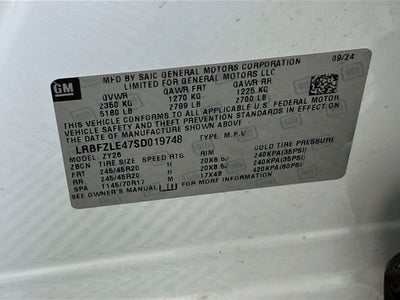 GM
MFD BY SAIC GENERAL MOTORS CORPORATION
LIMITED FOR GENERAL MOTORS LLC
09/24
GVWR GAWR FRT GAWR RR
2350 KG 1270 KG 1225 KG
5180 LB 2799 LB 2700 LB
THIS VEHICLE CONFORMS TO ALL APPLICABLE U.S. FEDERAL MOTOR
VEHICLE SAFETY AND THEFT PREVENTION STANDARDS IN EFFECT ON
THE DATE OF MANUFACTURE SHOWN ABOVE.
LRBFZLE47SD019748 TYPE: M.P.V.
MODEL: ZY26
ZBCN TIRE SIZE SPEED RTG RIM COLD TIRE PRESSURE
FRT 245/45R20 H 20X8.5J 240KPA(35PSI)
RR 245/45R20 H 20X8.5J 240KPA(35PSI)
SPA T145/70R17 M 17X4B 420KPA(60PSI)
SEE OWNER'S MANUAL FOR MORE INFORMATION